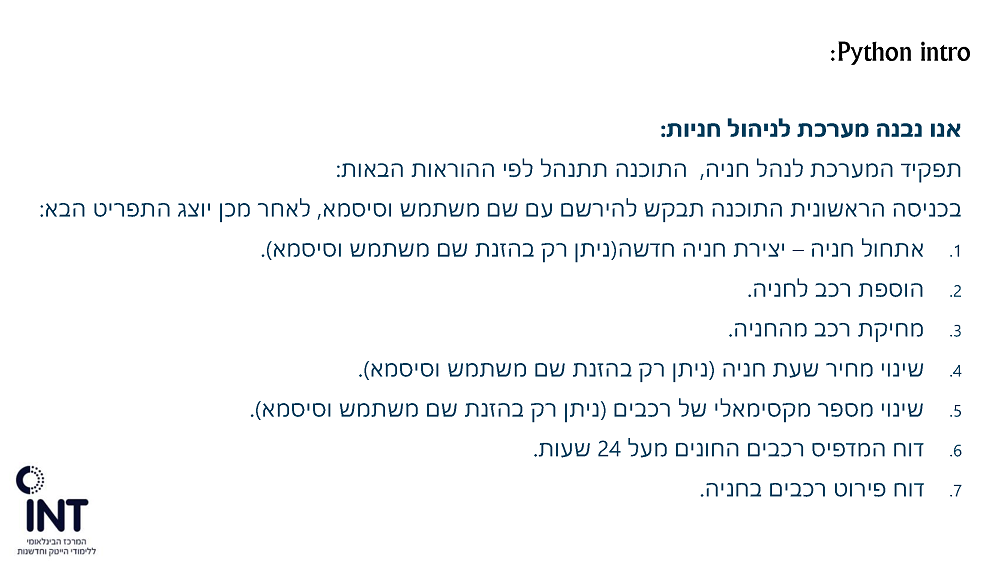 Python intro:
אנו נבנה מערכת לניהול חניות:
תפקיד המערכת לנהל חניה, התוכנה תתנהל לפי ההוראות הבאות:
בכניסה הראשונית התוכנה תבקש להירשם עם שם משתמש וסיסמא, לאחר מכן יוצג התפריט הבא:
1. אתחול חניה – יצירת חניה חדשה(ניתן רק בהזנת שם משתמש וסיסמא).
2. הוספת רכב לחניה.
3. מחיקת רכב מהחניה.
4. שינוי מחיר שעת חניה (ניתן רק בהזנת שם משתמש וסיסמא).
5. שינוי מספר מקסימאלי של רכבים (ניתן רק בהזנת שם משתמש וסיסמא).
6. דוח המדפיס רכבים החונים מעל 24 שעות.
7. דוח פירוט רכבים בחניה.
INT
המרכז הבינלאומי
ללימודי הייטק וחדשנות